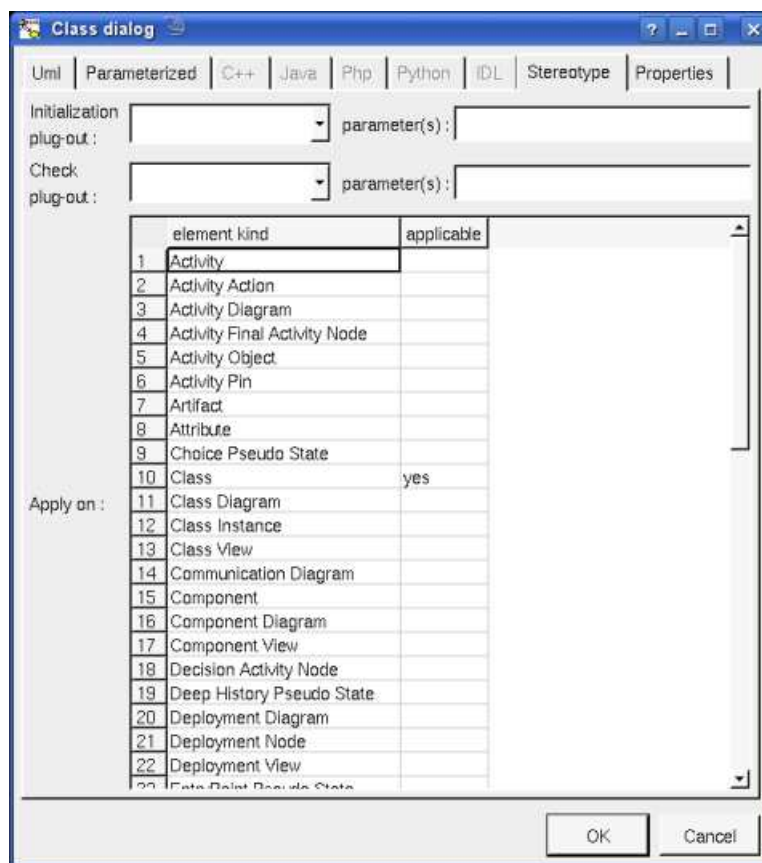 Class dialog
Uml Parameterized C++ Java Php Python IDL Stereotype Properties
Initialization plug-out : parameter(s) :
Check plug-out : parameter(s) :
Apply on :
element kind applicable
1 Activity
2 Activity Action
3 Activity Diagram
4 Activity Final Activity Node
5 Activity Object
6 Activity Pin
7 Artifact
8 Attribute
9 Choice Pseudo State
10 Class yes
11 Class Diagram
12 Class Instance
13 Class View
14 Communication Diagram
15 Component
16 Component Diagram
17 Component View
18 Decision Activity Node
19 Deep History Pseudo State
20 Deployment Diagram
21 Deployment Node
22 Deployment View
OK Cancel